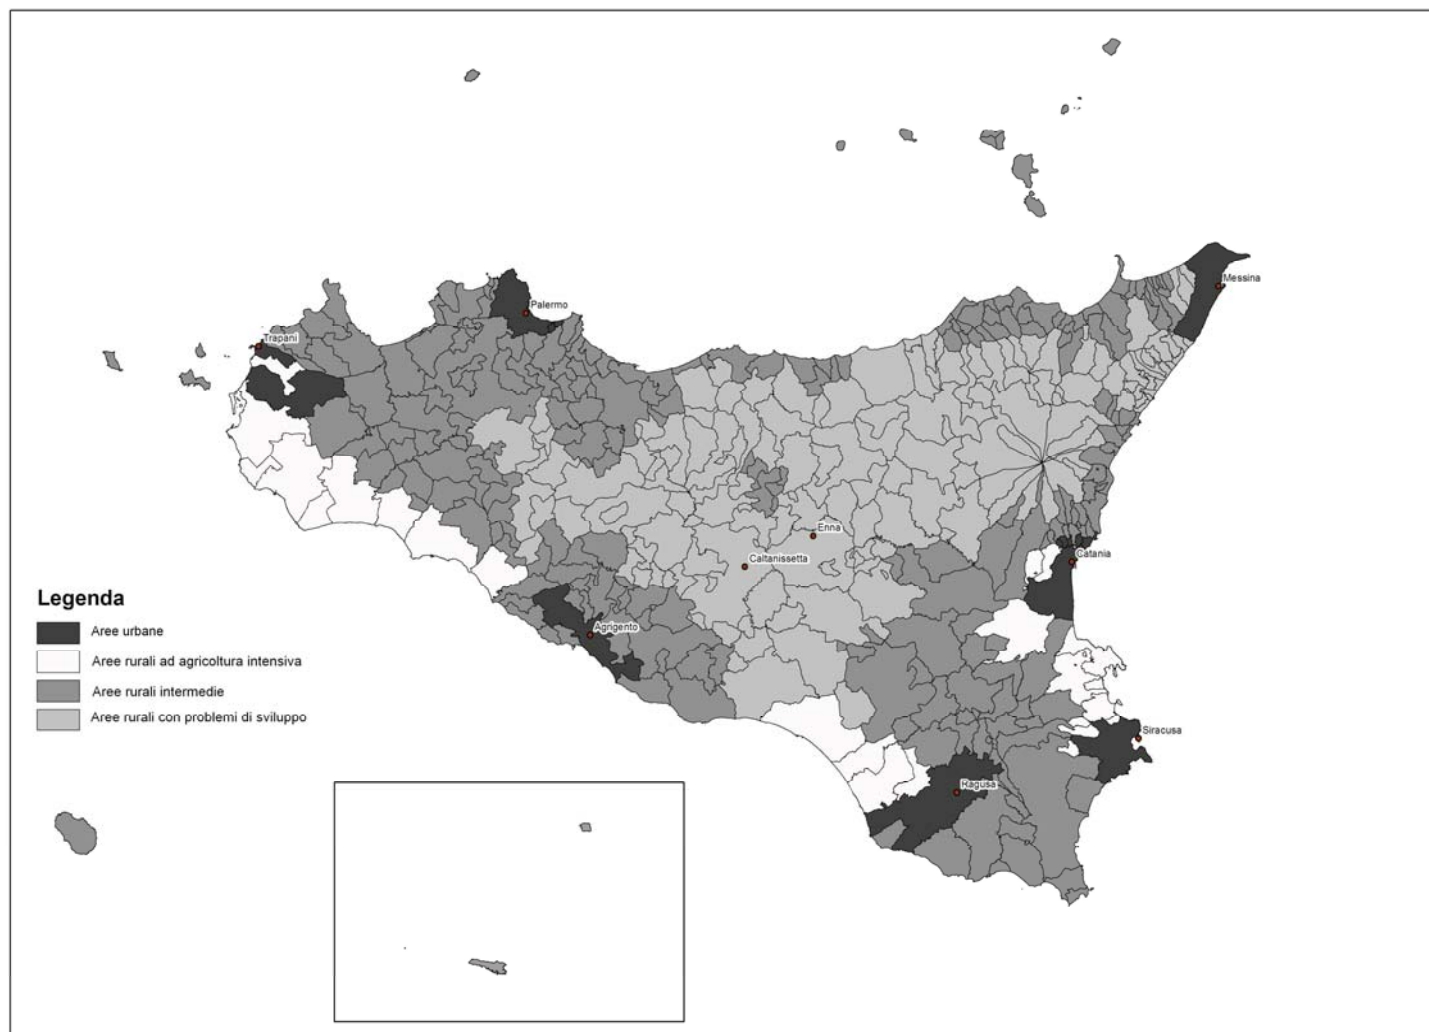 Messina
Palermo
Trapani
Enna
Caltanissetta
Catania
Legenda
Aree urbane
Agrigento
Aree rurali ad agricoltura intensiva
Aree rurali intermedie
Aree rurali con problemi di sviluppo
Siracusa
Ragusa